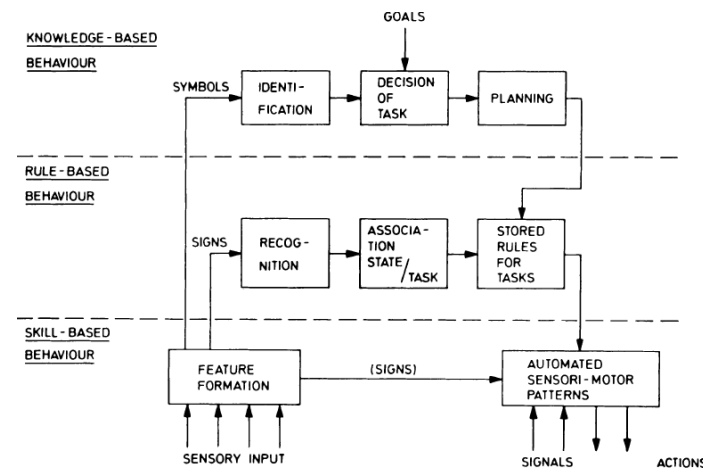 GOALS
KNOWLEDGE-BASED
BEHAVIOUR
SYMBOLS
IDENTI-
FICATION
DECISION
OF
TASK
PLANNING
RULE-BASED
BEHAVIOUR
SIGNS
RECOG-
NITION
ASSOCIA-
TION
STATE/
TASK
STORED
RULES
FOR
TASKS
SKILL-BASED
BEHAVIOUR
FEATURE
FORMATION
(SIGNS)
AUTOMATED
SENSORI-MOTOR
PATTERNS
SENSORY INPUT
SIGNALS
ACTIONS